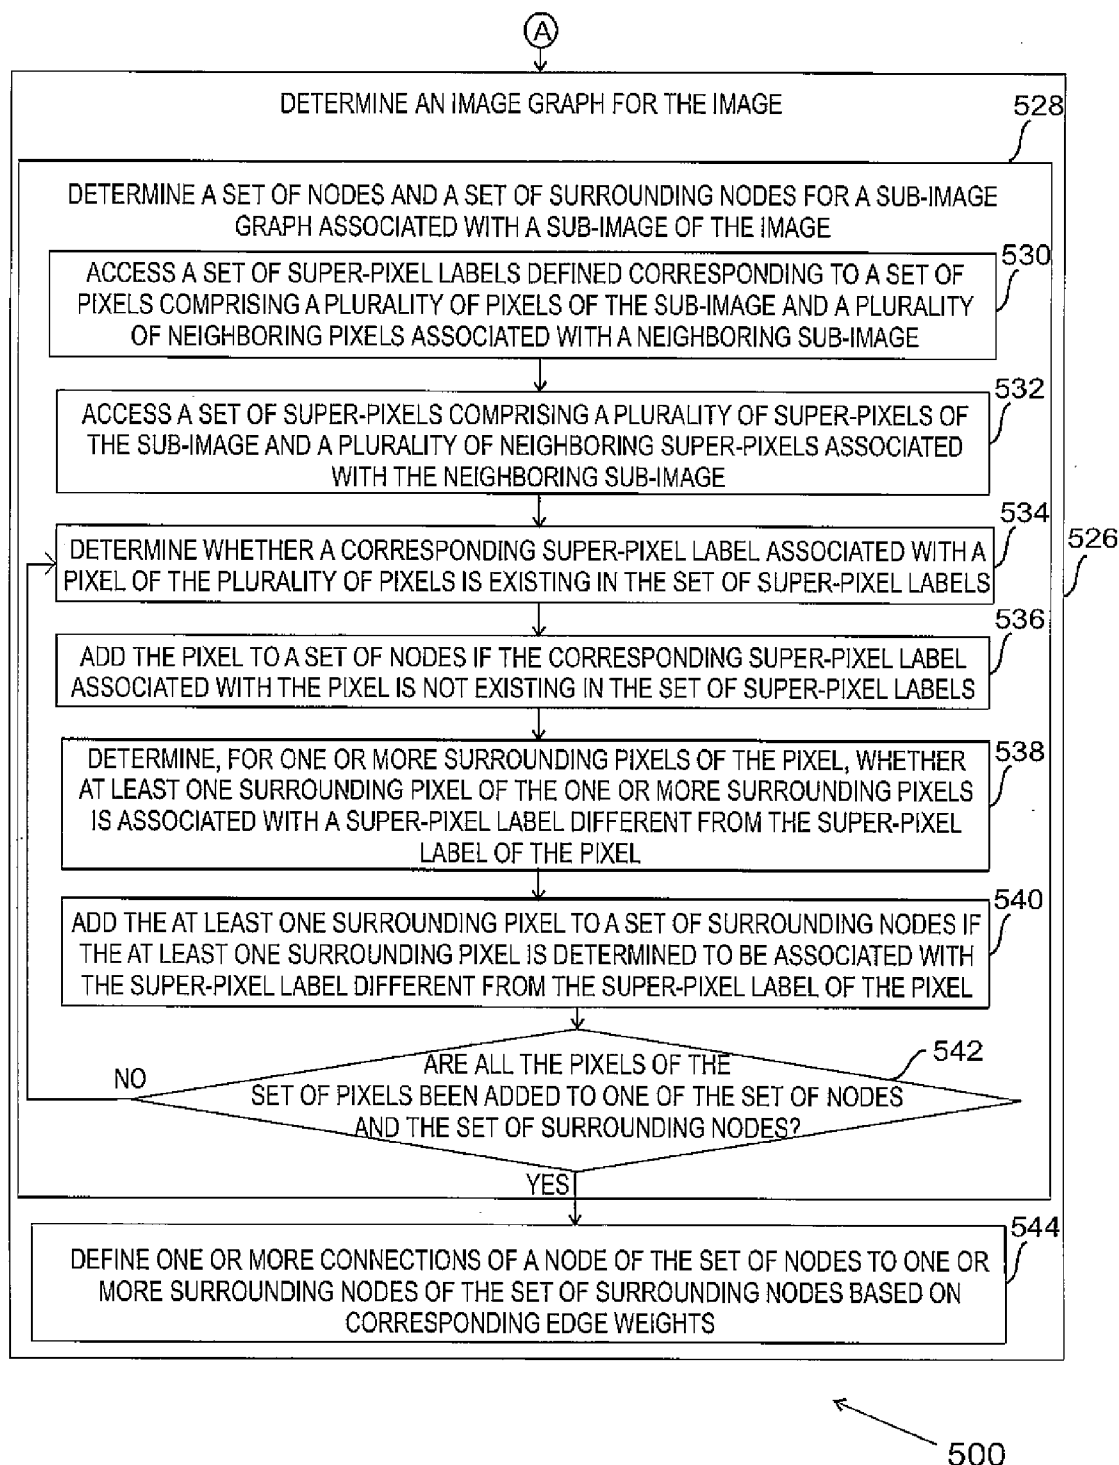 A
DETERMINE AN IMAGE GRAPH FOR THE IMAGE
528
DETERMINE A SET OF NODES AND A SET OF SURROUNDING NODES FOR A SUB-IMAGE
GRAPH ASSOCIATED WITH A SUB-IMAGE OF THE IMAGE
530
ACCESS A SET OF SUPER-PIXEL LABELS DEFINED CORRESPONDING TO A SET OF
PIXELS COMPRISING A PLURALITY OF PIXELS OF THE SUB-IMAGE AND A PLURALITY
OF NEIGHBORING PIXELS ASSOCIATED WITH A NEIGHBORING SUB-IMAGE
532
ACCESS A SET OF SUPER-PIXELS COMPRISING A PLURALITY OF SUPER-PIXELS OF
THE SUB-IMAGE AND A PLURALITY OF NEIGHBORING SUPER-PIXELS ASSOCIATED
WITH THE NEIGHBORING SUB-IMAGE
534
526
DETERMINE WHETHER A CORRESPONDING SUPER-PIXEL LABEL ASSOCIATED WITH A
PIXEL OF THE PLURALITY OF PIXELS IS EXISTING IN THE SET OF SUPER-PIXEL LABELS
536
ADD THE PIXEL TO A SET OF NODES IF THE CORRESPONDING SUPER-PIXEL LABEL
ASSOCIATED WITH THE PIXEL IS NOT EXISTING IN THE SET OF SUPER-PIXEL LABELS
538
DETERMINE, FOR ONE OR MORE SURROUNDING PIXELS OF THE PIXEL, WHETHER
AT LEAST ONE SURROUNDING PIXEL OF THE ONE OR MORE SURROUNDING PIXELS
IS ASSOCIATED WITH A SUPER-PIXEL LABEL DIFFERENT FROM THE SUPER-PIXEL
LABEL OF THE PIXEL
540
ADD THE AT LEAST ONE SURROUNDING PIXEL TO A SET OF SURROUNDING NODES IF
THE AT LEAST ONE SURROUNDING PIXEL IS DETERMINED TO BE ASSOCIATED WITH
THE SUPER-PIXEL LABEL DIFFERENT FROM THE SUPER-PIXEL LABEL OF THE PIXEL
542
NO
ARE ALL THE PIXELS OF THE
SET OF PIXELS BEEN ADDED TO ONE OF THE SET OF NODES
AND THE SET OF SURROUNDING NODES?
YES
544
DEFINE ONE OR MORE CONNECTIONS OF A NODE OF THE SET OF NODES TO ONE OR
MORE SURROUNDING NODES OF THE SET OF SURROUNDING NODES BASED ON
CORRESPONDING EDGE WEIGHTS
500